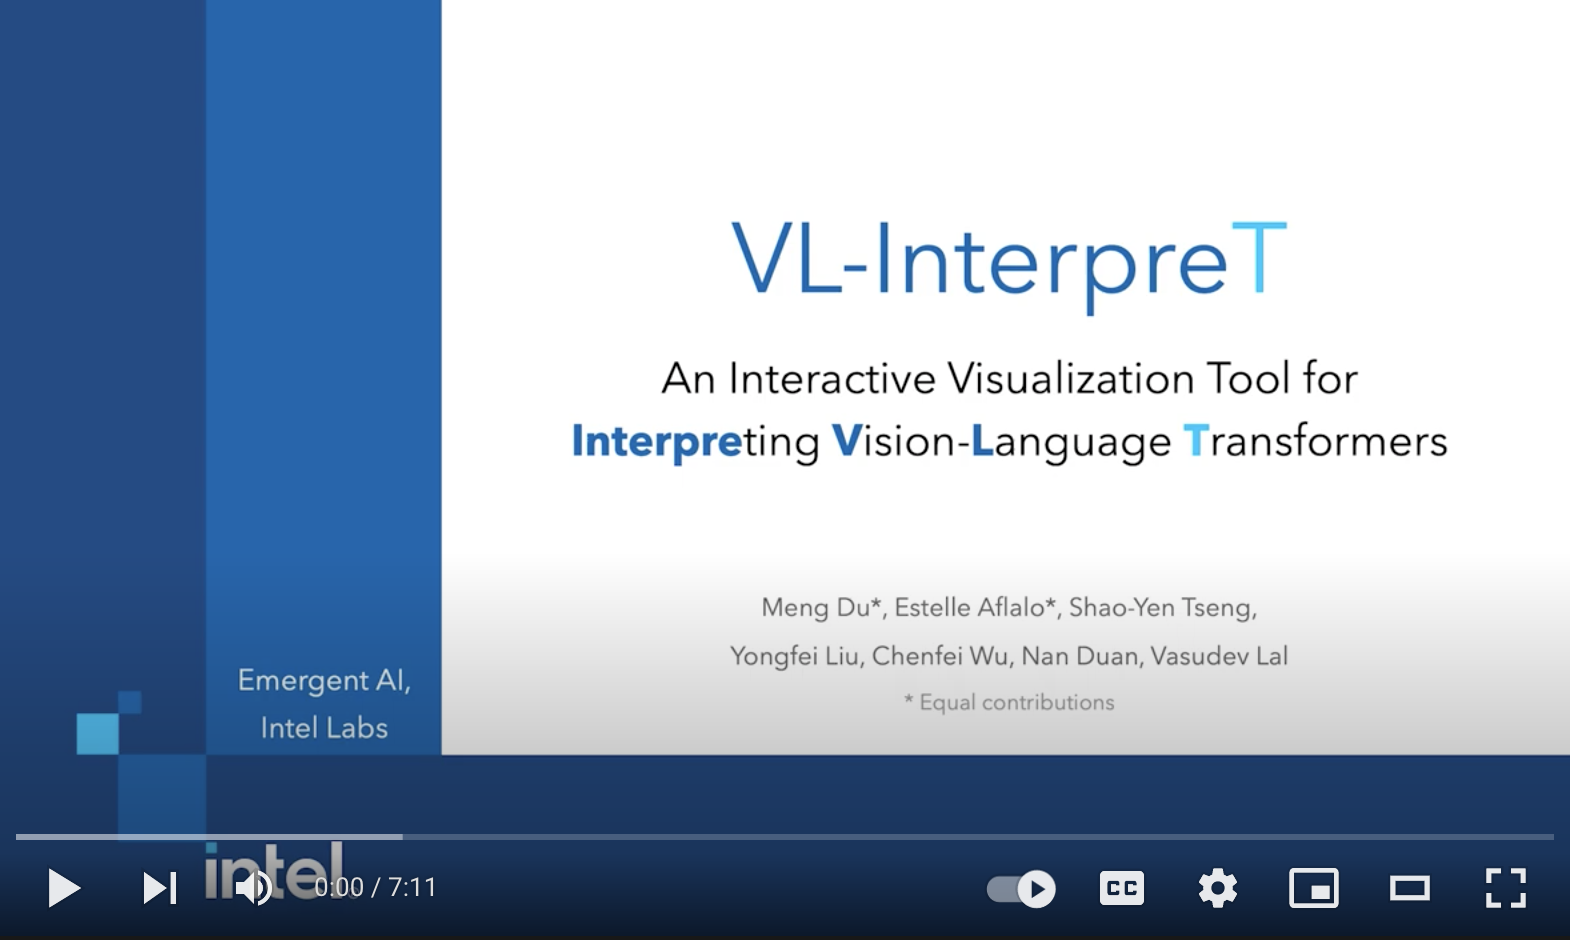 VL-InterpreT
An Interactive Visualization Tool for
Interpreting Vision-Language Transformers
Meng Du*, Estelle Aflalo*, Shao-Yen Tseng,
Yongfei Liu, Chenfei Wu, Nan Duan, Vasudev Lal
* Equal contributions
Emergent AI,
Intel Labs
intel.
0:00 / 7:11
CC